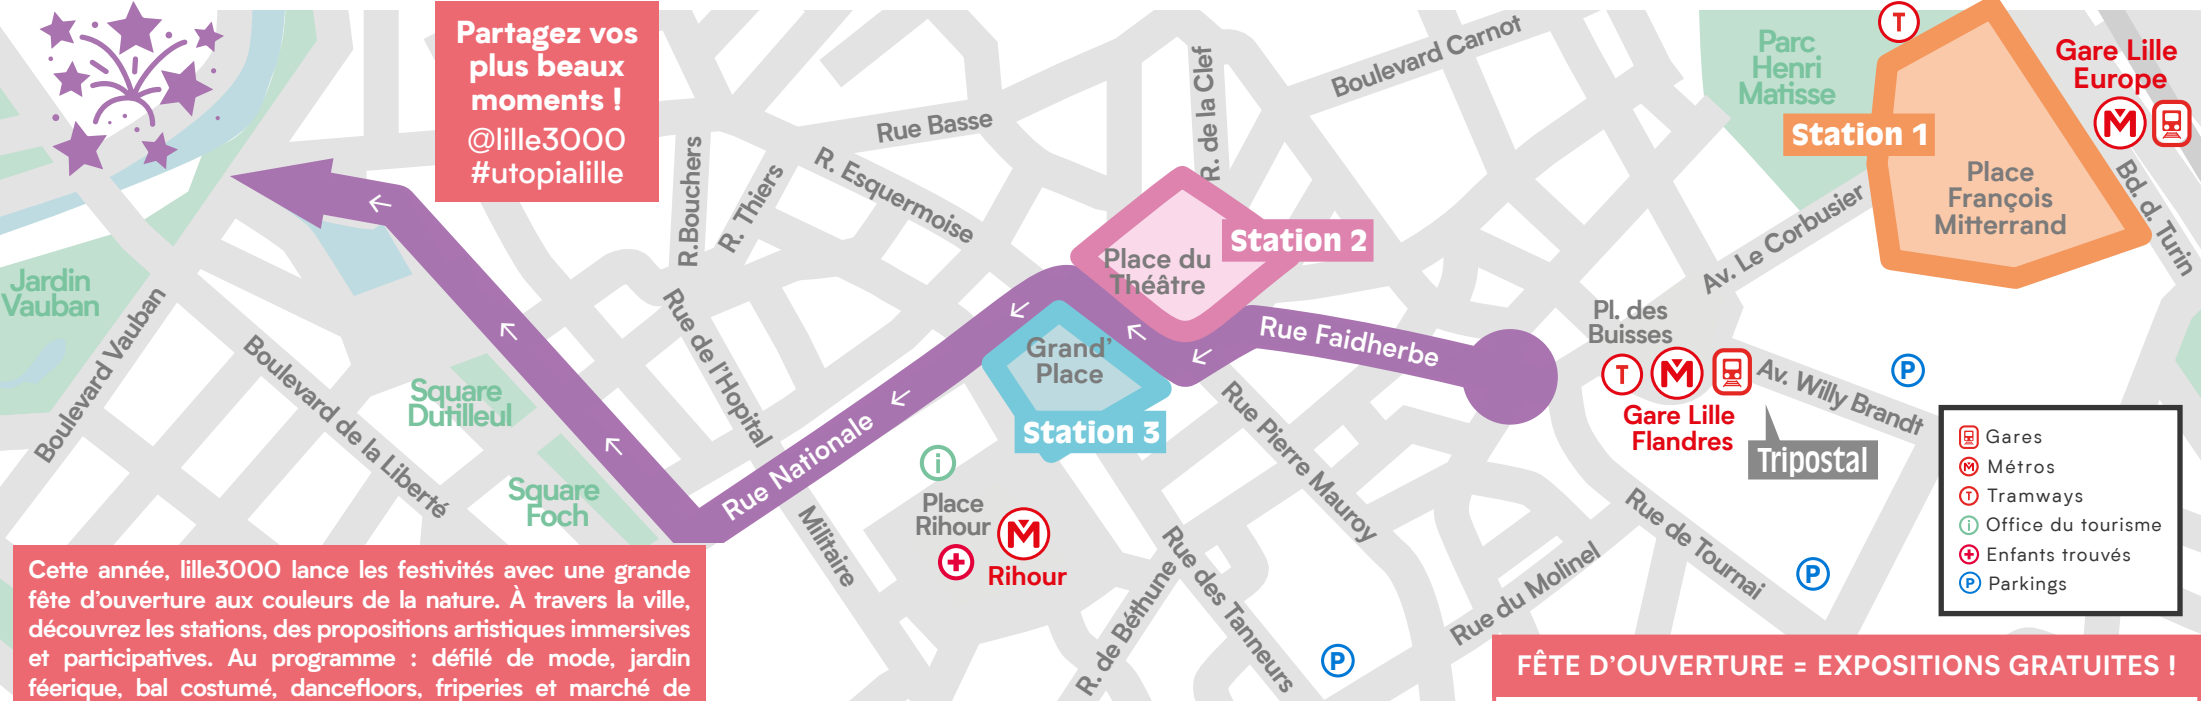 Partagez vos
plus beaux
moments !
@lille3000
#utopialille
Boulevard Carnot
R. de la Clef
Rue Basse
R. Esquermoise
R.Bouchers
R. Thiers
Parc
Henri
Matisse
T
Gare Lille
Europe
M
Station 1
Place
François
Mitterrand
Bd. d. Turin
Av. Le Corbusier
Station 2
Place du
Théâtre
Jardin
Vauban
Boulevard Vauban
Boulevard de la Liberté
Rue de l'Hopital
Militaire
Square
Dutilleul
Square
Foch
Rue Nationale
Grand'
Place
Station 3
Rue Faidherbe
Pl. des
Buisses
T
M
Gare Lille
Flandres
Av. Willy Brandt
P
Tripostal
Rue Pierre Mauroy
i
Place
Rihour
M
Rihour
R. de Béthune
Rue des Tanneurs
Rue du Molinel
Rue de Tournai
P
P
Gares
M Métros
T Tramways
i Office du tourisme
Enfants trouvés
P Parkings
Cette année, lille3000 lance les festivités avec une grande
fête d'ouverture aux couleurs de la nature. À travers la ville,
découvrez les stations, des propositions artistiques immersives
et participatives. Au programme : défilé de mode, jardin
féerique, bal costumé, dancefloors, friperies et marché de
FÊTE D'OUVERTURE = EXPOSITIONS GRATUITES !